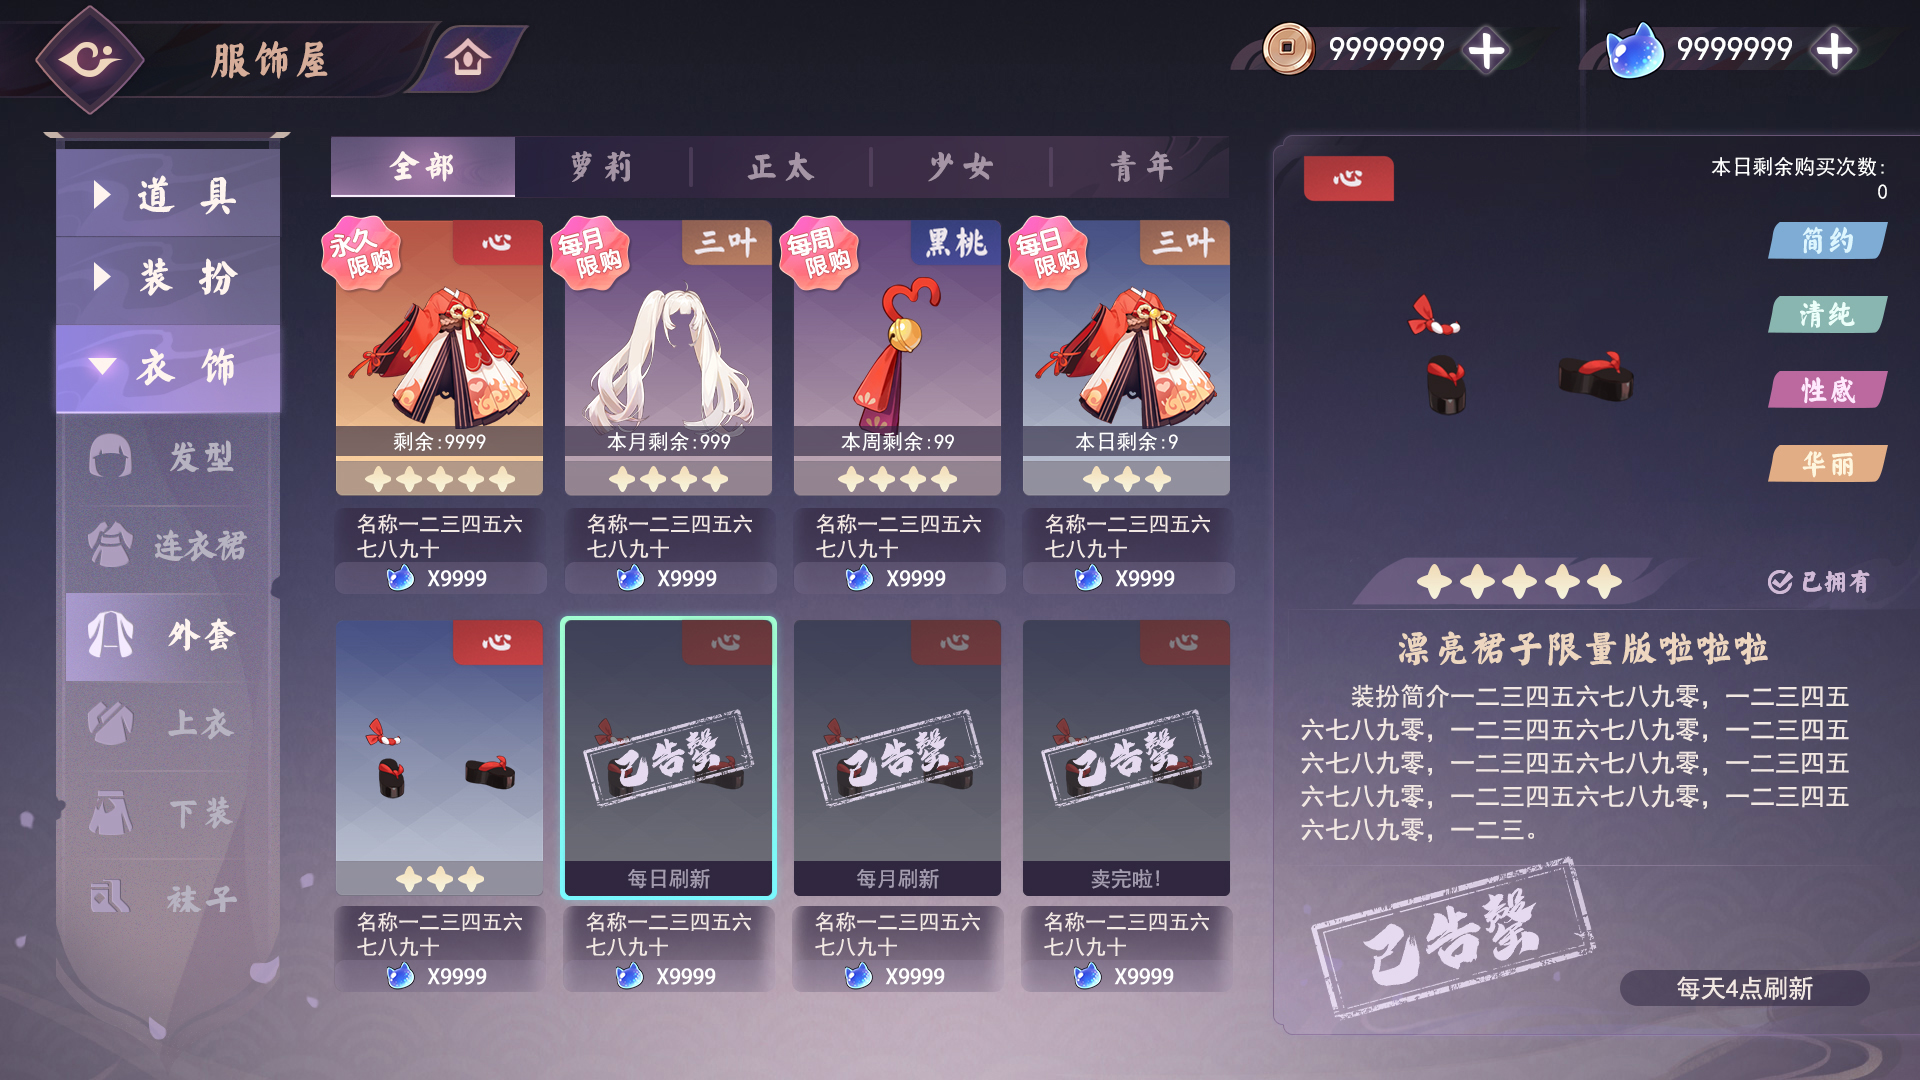 服饰屋
9999999
9999999
道具
装扮
衣饰
发型
连衣裙
外套
上衣
下装
袜子
全部
萝莉
正太
少女
青年
永久
限购
心
剩余:9999
名称一二三四五六
七八九十
X9999
每月
限购
三叶
本月剩余:999
名称一二三四五六
七八九十
X9999
每周
限购
黑桃
本周剩余:99
名称一二三四五六
七八九十
X9999
每日
限购
三叶
本日剩余:9
名称一二三四五六
七八九十
X9999
心
名称一二三四五六
七八九十
X9999
心
已告罄
每日刷新
名称一二三四五六
七八九十
X9999
心
已告罄
每月刷新
名称一二三四五六
七八九十
X9999
心
已告罄
卖完啦!
名称一二三四五六
七八九十
X9999
心
本日剩余购买次数:
0
简约
清纯
性感
华丽
已拥有
漂亮裙子限量版啦啦啦
装扮简介一二三四五六七八九零，一二三四五
六七八九零，一二三四五六七八九零，一二三四五
六七八九零，一二三四五六七八九零，一二三四五
六七八九零，一二三四五六七八九零，一二三四五
六七八九零，一二三。
已告罄
每天4点刷新